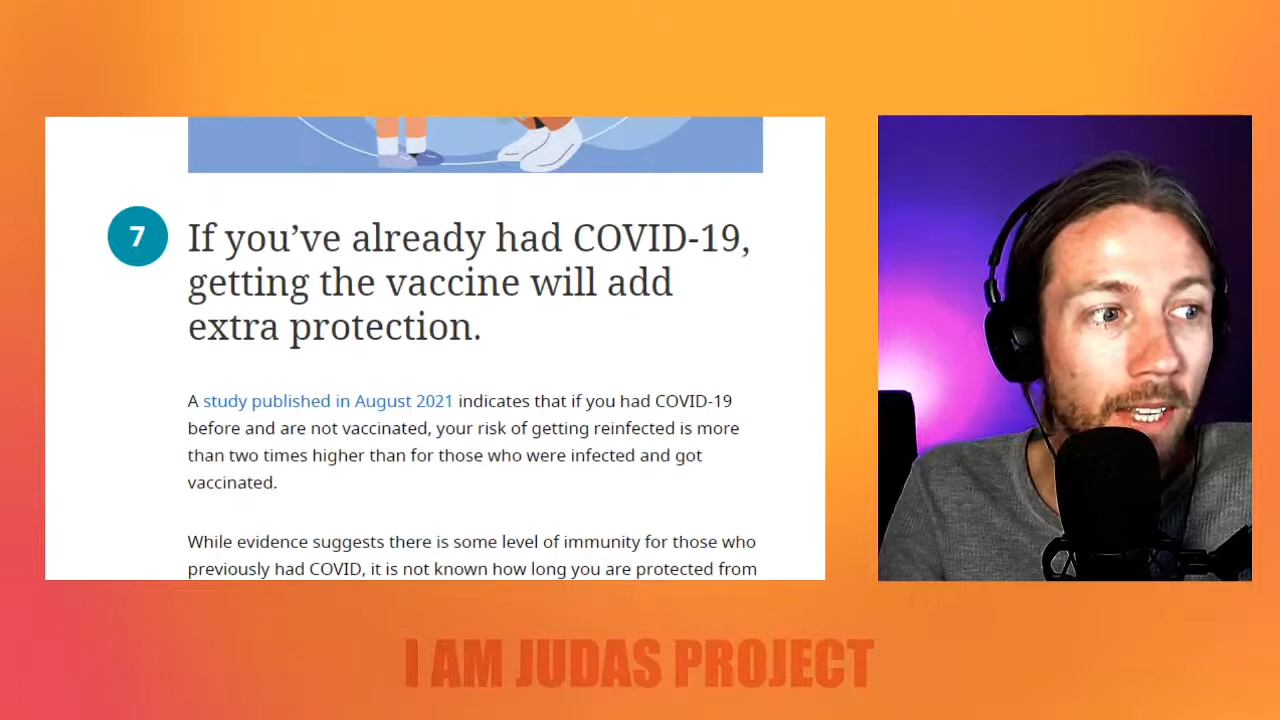 7
If you’ve already had COVID-19,
getting the vaccine will add
extra protection.
A study published in August 2021 indicates that if you had COVID-19
before and are not vaccinated, your risk of getting reinfected is more
than two times higher than for those who were infected and got
vaccinated.
While evidence suggests there is some level of immunity for those who
previously had COVID, it is not known how long you are protected from
I AM JUDAS PROJECT